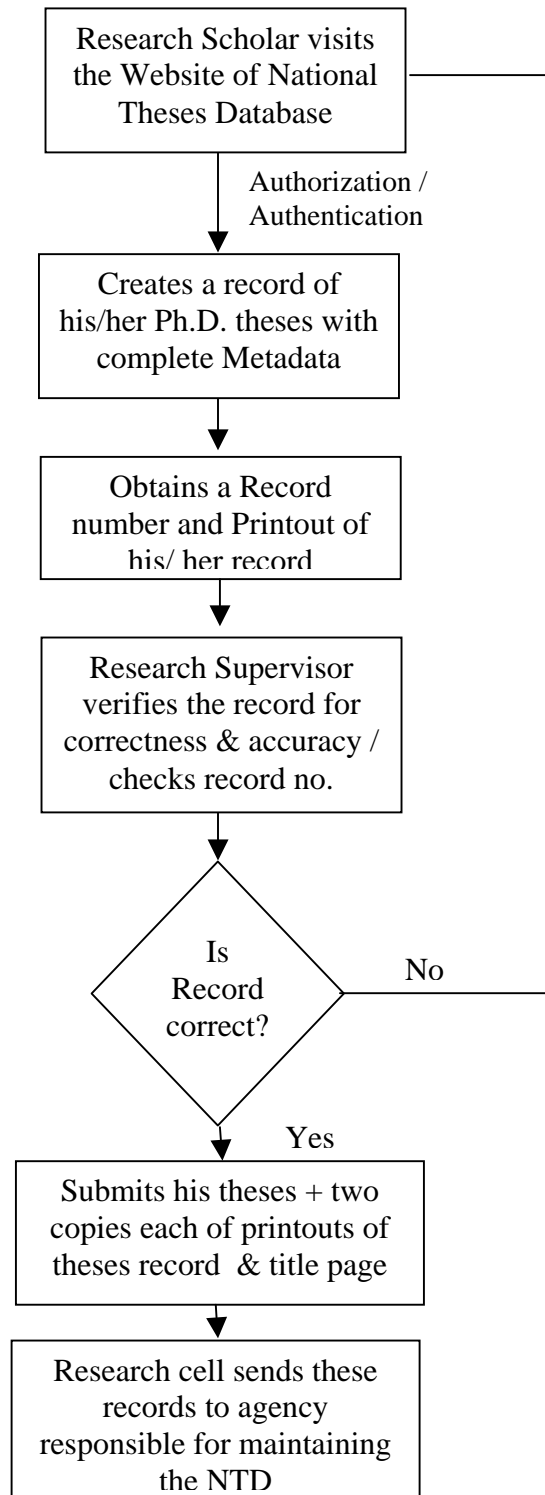 Research Scholar visits
the Website of National
Theses Database
Authorization /
Authentication
Creates a record of
his/her Ph.D. theses with
complete Metadata
Obtains a Record
number and Printout of
his/ her record
Research Supervisor
verifies the record for
correctness & accuracy /
checks record no.
Is
Record
correct?
No
Yes
Submits his theses + two
copies each of printouts of
theses record & title page
Research cell sends these
records to agency
responsible for maintaining
the NTD